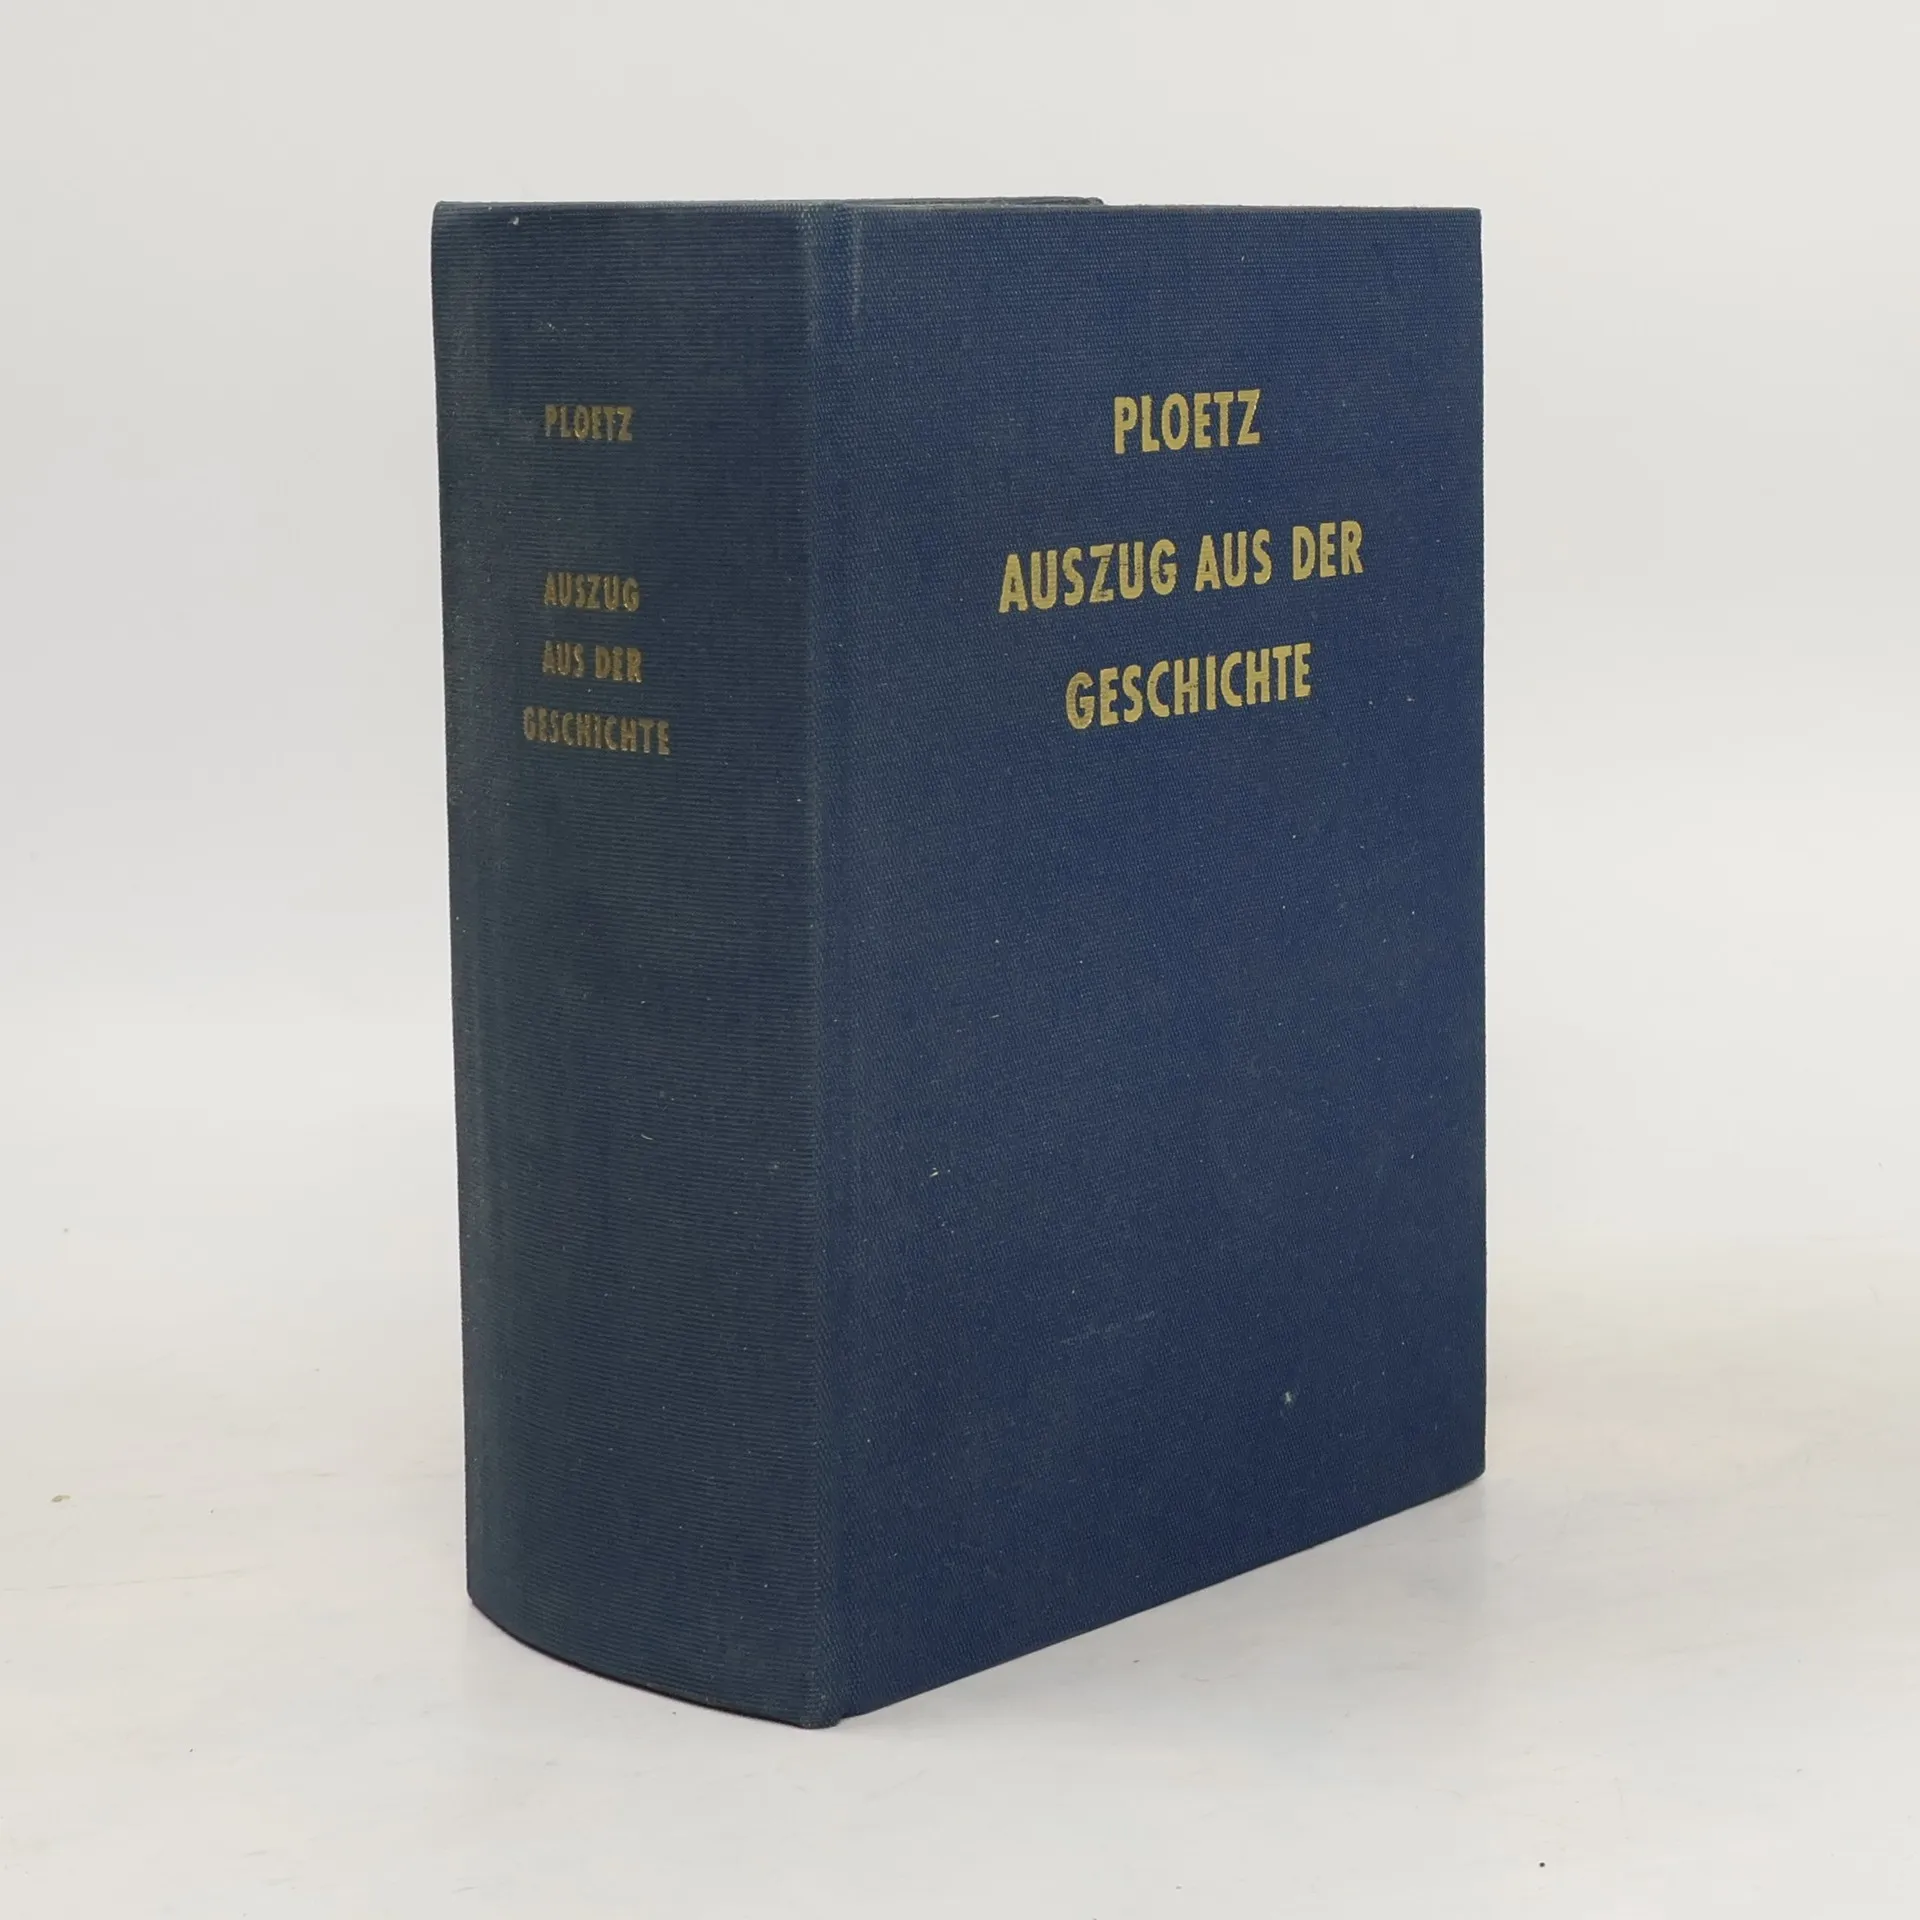 PLOETZ
AUSZUG
AUS DER
GESCHICHTE
PLOETZ
AUSZUG AUS DER
GESCHICHTE